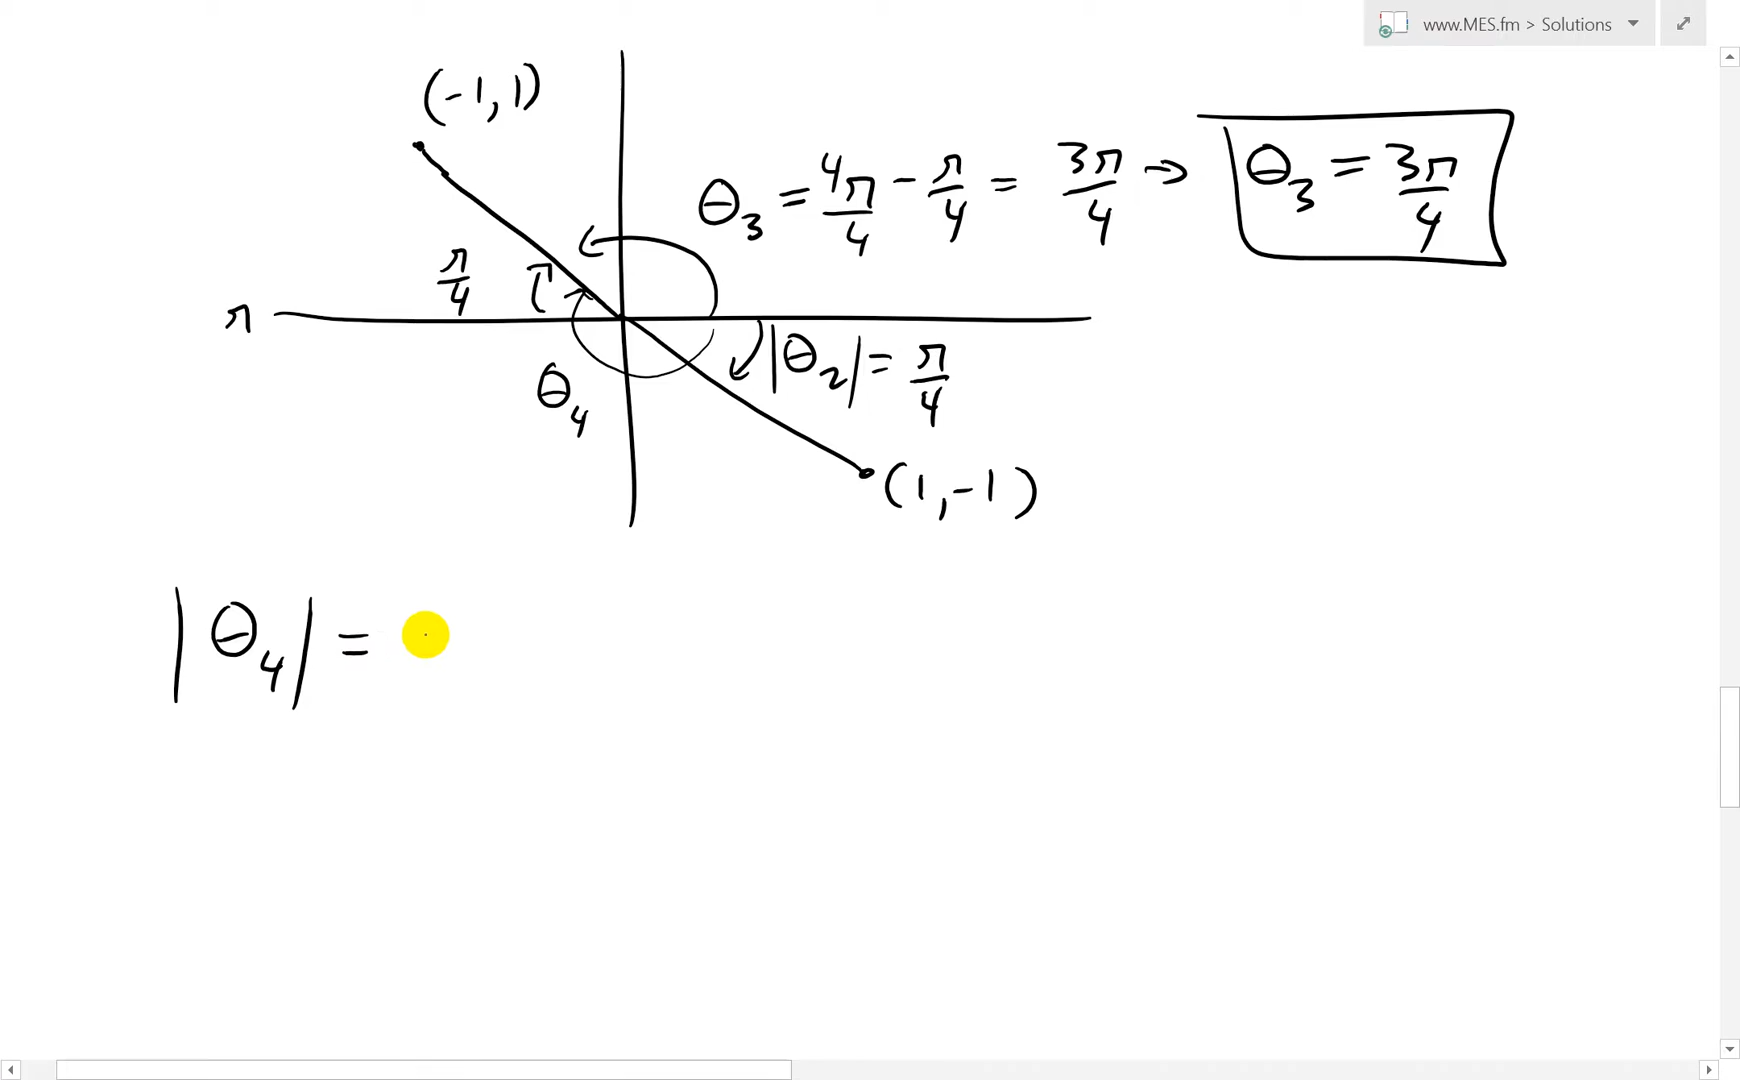 www.MES.fm > Solutions
(-1, 1)
θ₃ = 4π/4 - π/4 = 3π/4 → θ₃ = 3π/4
π/4
π
|θ₂| = π/4
θ₄
(1, -1)
|θ₄| =